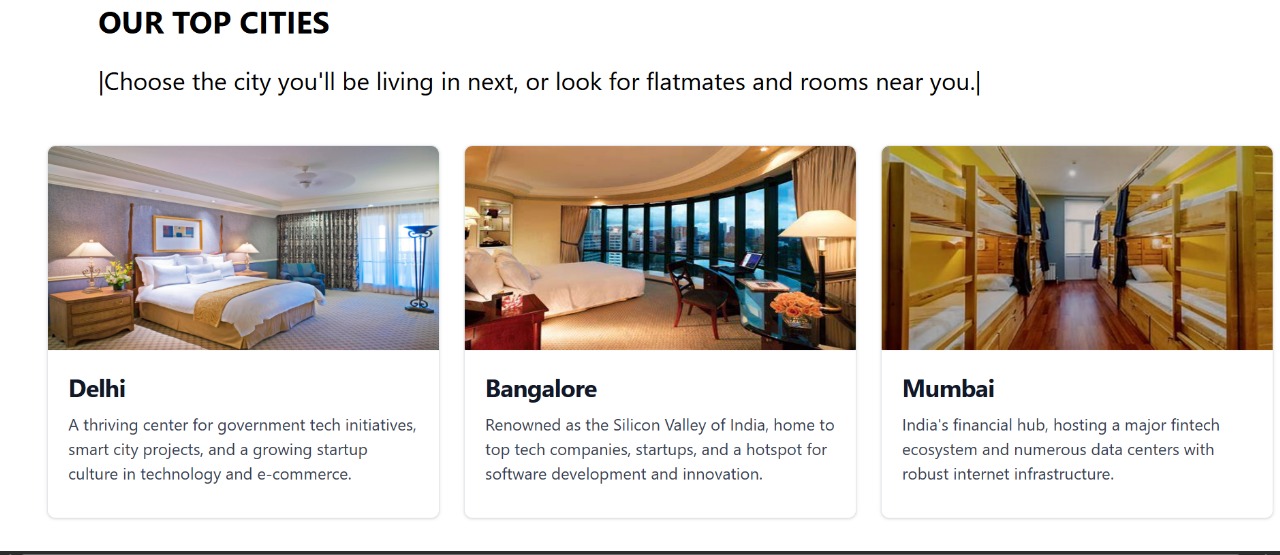 OUR TOP CITIES
|Choose the city you'll be living in next, or look for flatmates and rooms near you.|
Delhi
A thriving center for government tech initiatives,
smart city projects, and a growing startup
culture in technology and e-commerce.
Bangalore
Renowned as the Silicon Valley of India, home to
top tech companies, startups, and a hotspot for
software development and innovation.
Mumbai
India's financial hub, hosting a major fintech
ecosystem and numerous data centers with
robust internet infrastructure.